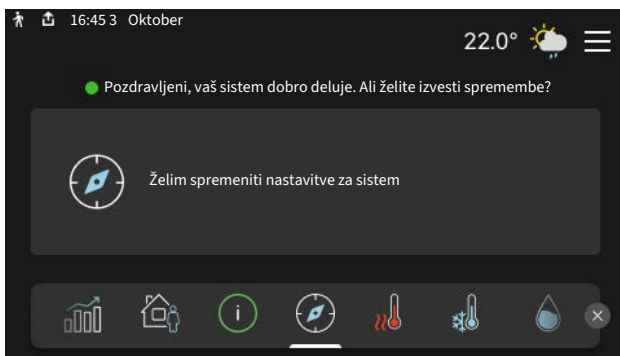 16:45 3 Oktober
22.0°
Pozdravljeni, vaš sistem dobro deluje. Ali želite izvesti spremembe?
Želim spremeniti nastavitve za sistem
i